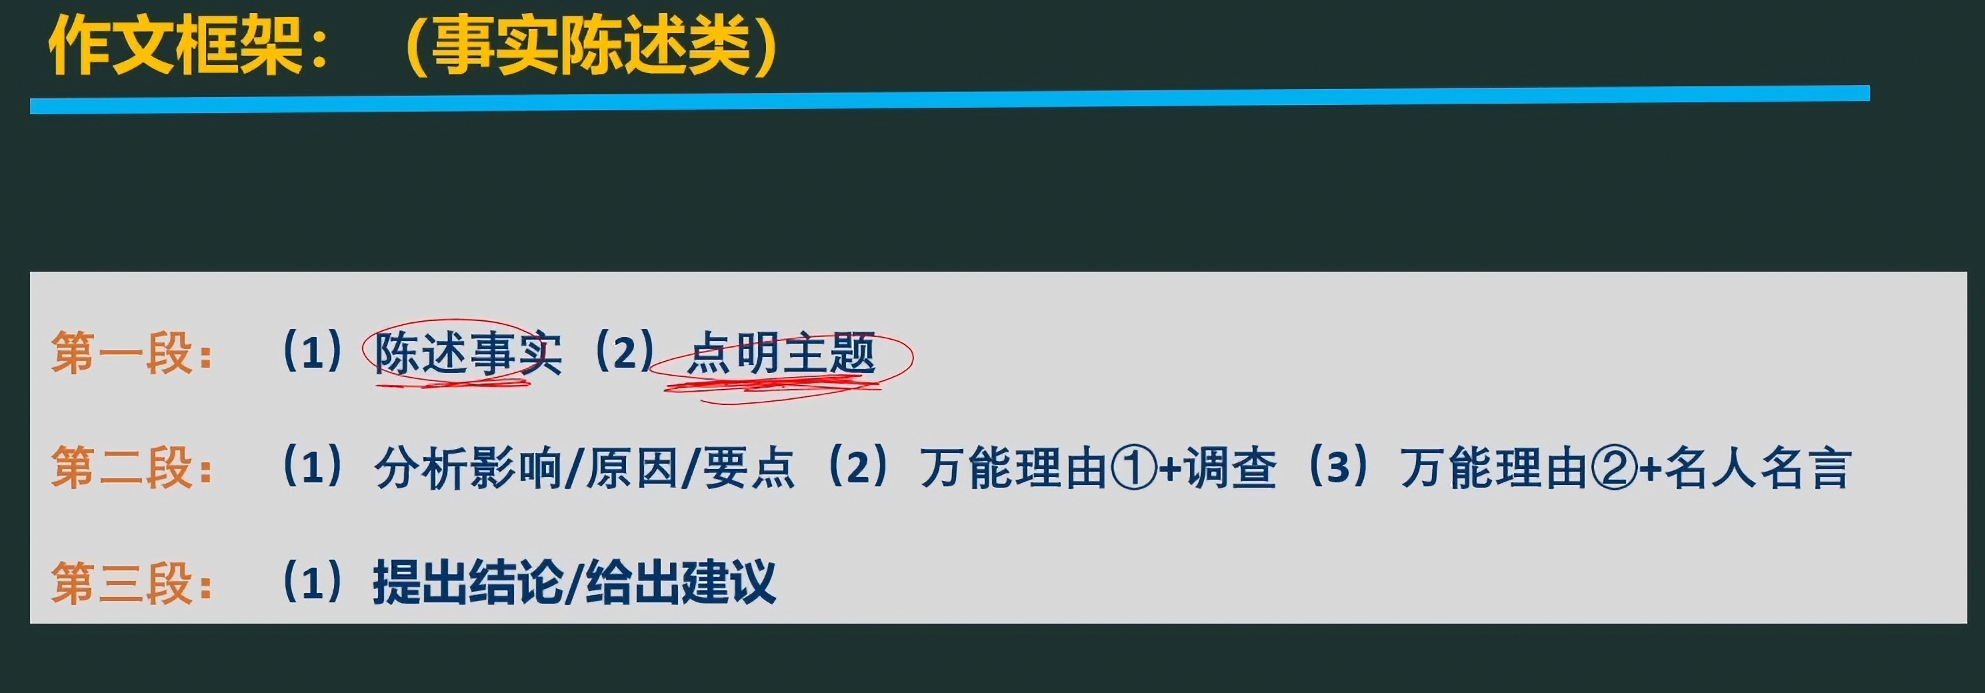 作文框架：（事实陈述类）
第一段：（1）陈述事实（2）点明主题
第二段：（1）分析影响/原因/要点（2）万能理由①+调查（3）万能理由②+名人名言
第三段：（1）提出结论/给出建议